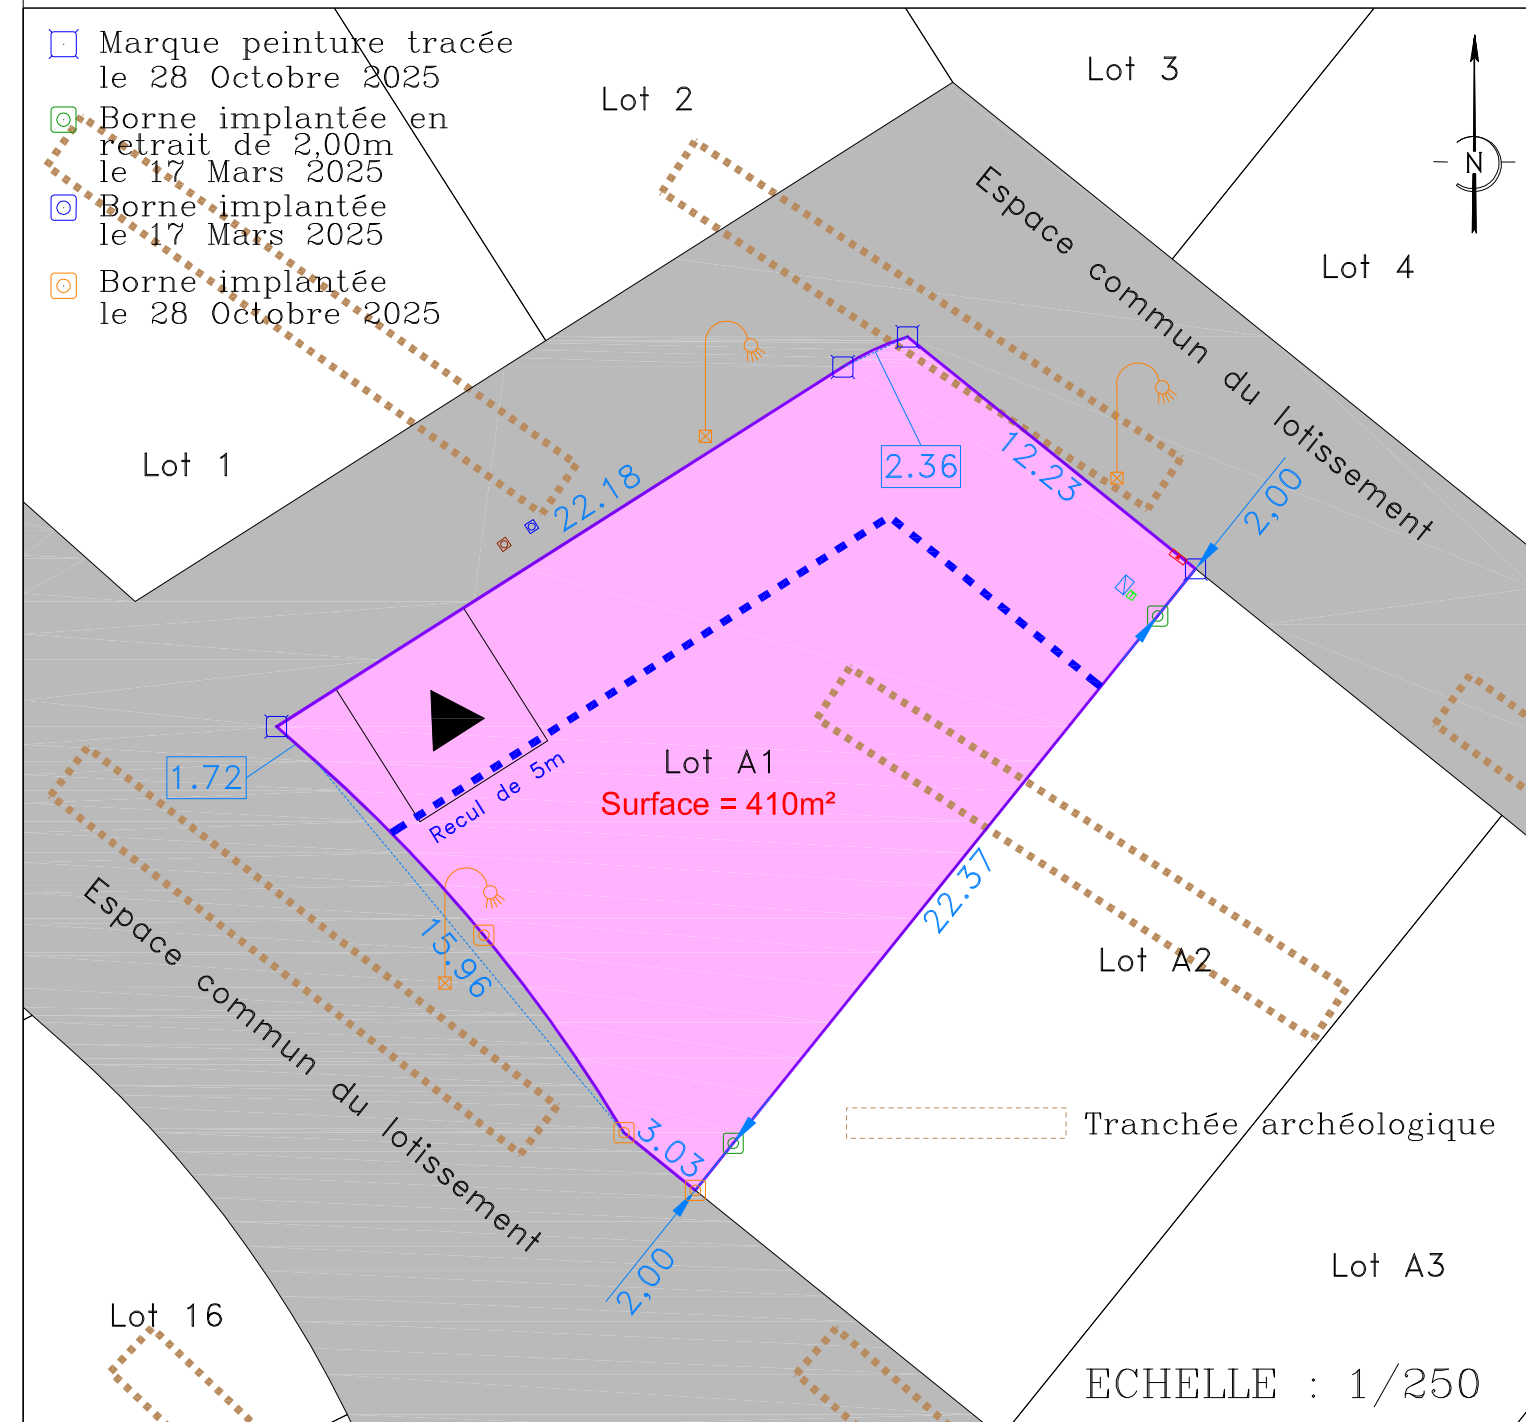 Marque peinture tracée
le 28 Octobre 2025
Borne implantée en
retrait de 2,00m
le 17 Mars 2025
Borne implantée
le 17 Mars 2025
Borne implantée
le 28 Octobre 2025
Lot 2
Lot 3
N
Lot 4
Espace commun du lotissement
Lot 1
22.18
2.36
12.23
2,00
1.72
Recul de 5m
Lot A1
Surface = 410m²
15.96
22.37
Lot A2
Espace commun du lotissement
3.03
2,00
Tranchée archéologique
Lot A3
Lot 16
ECHELLE : 1/250